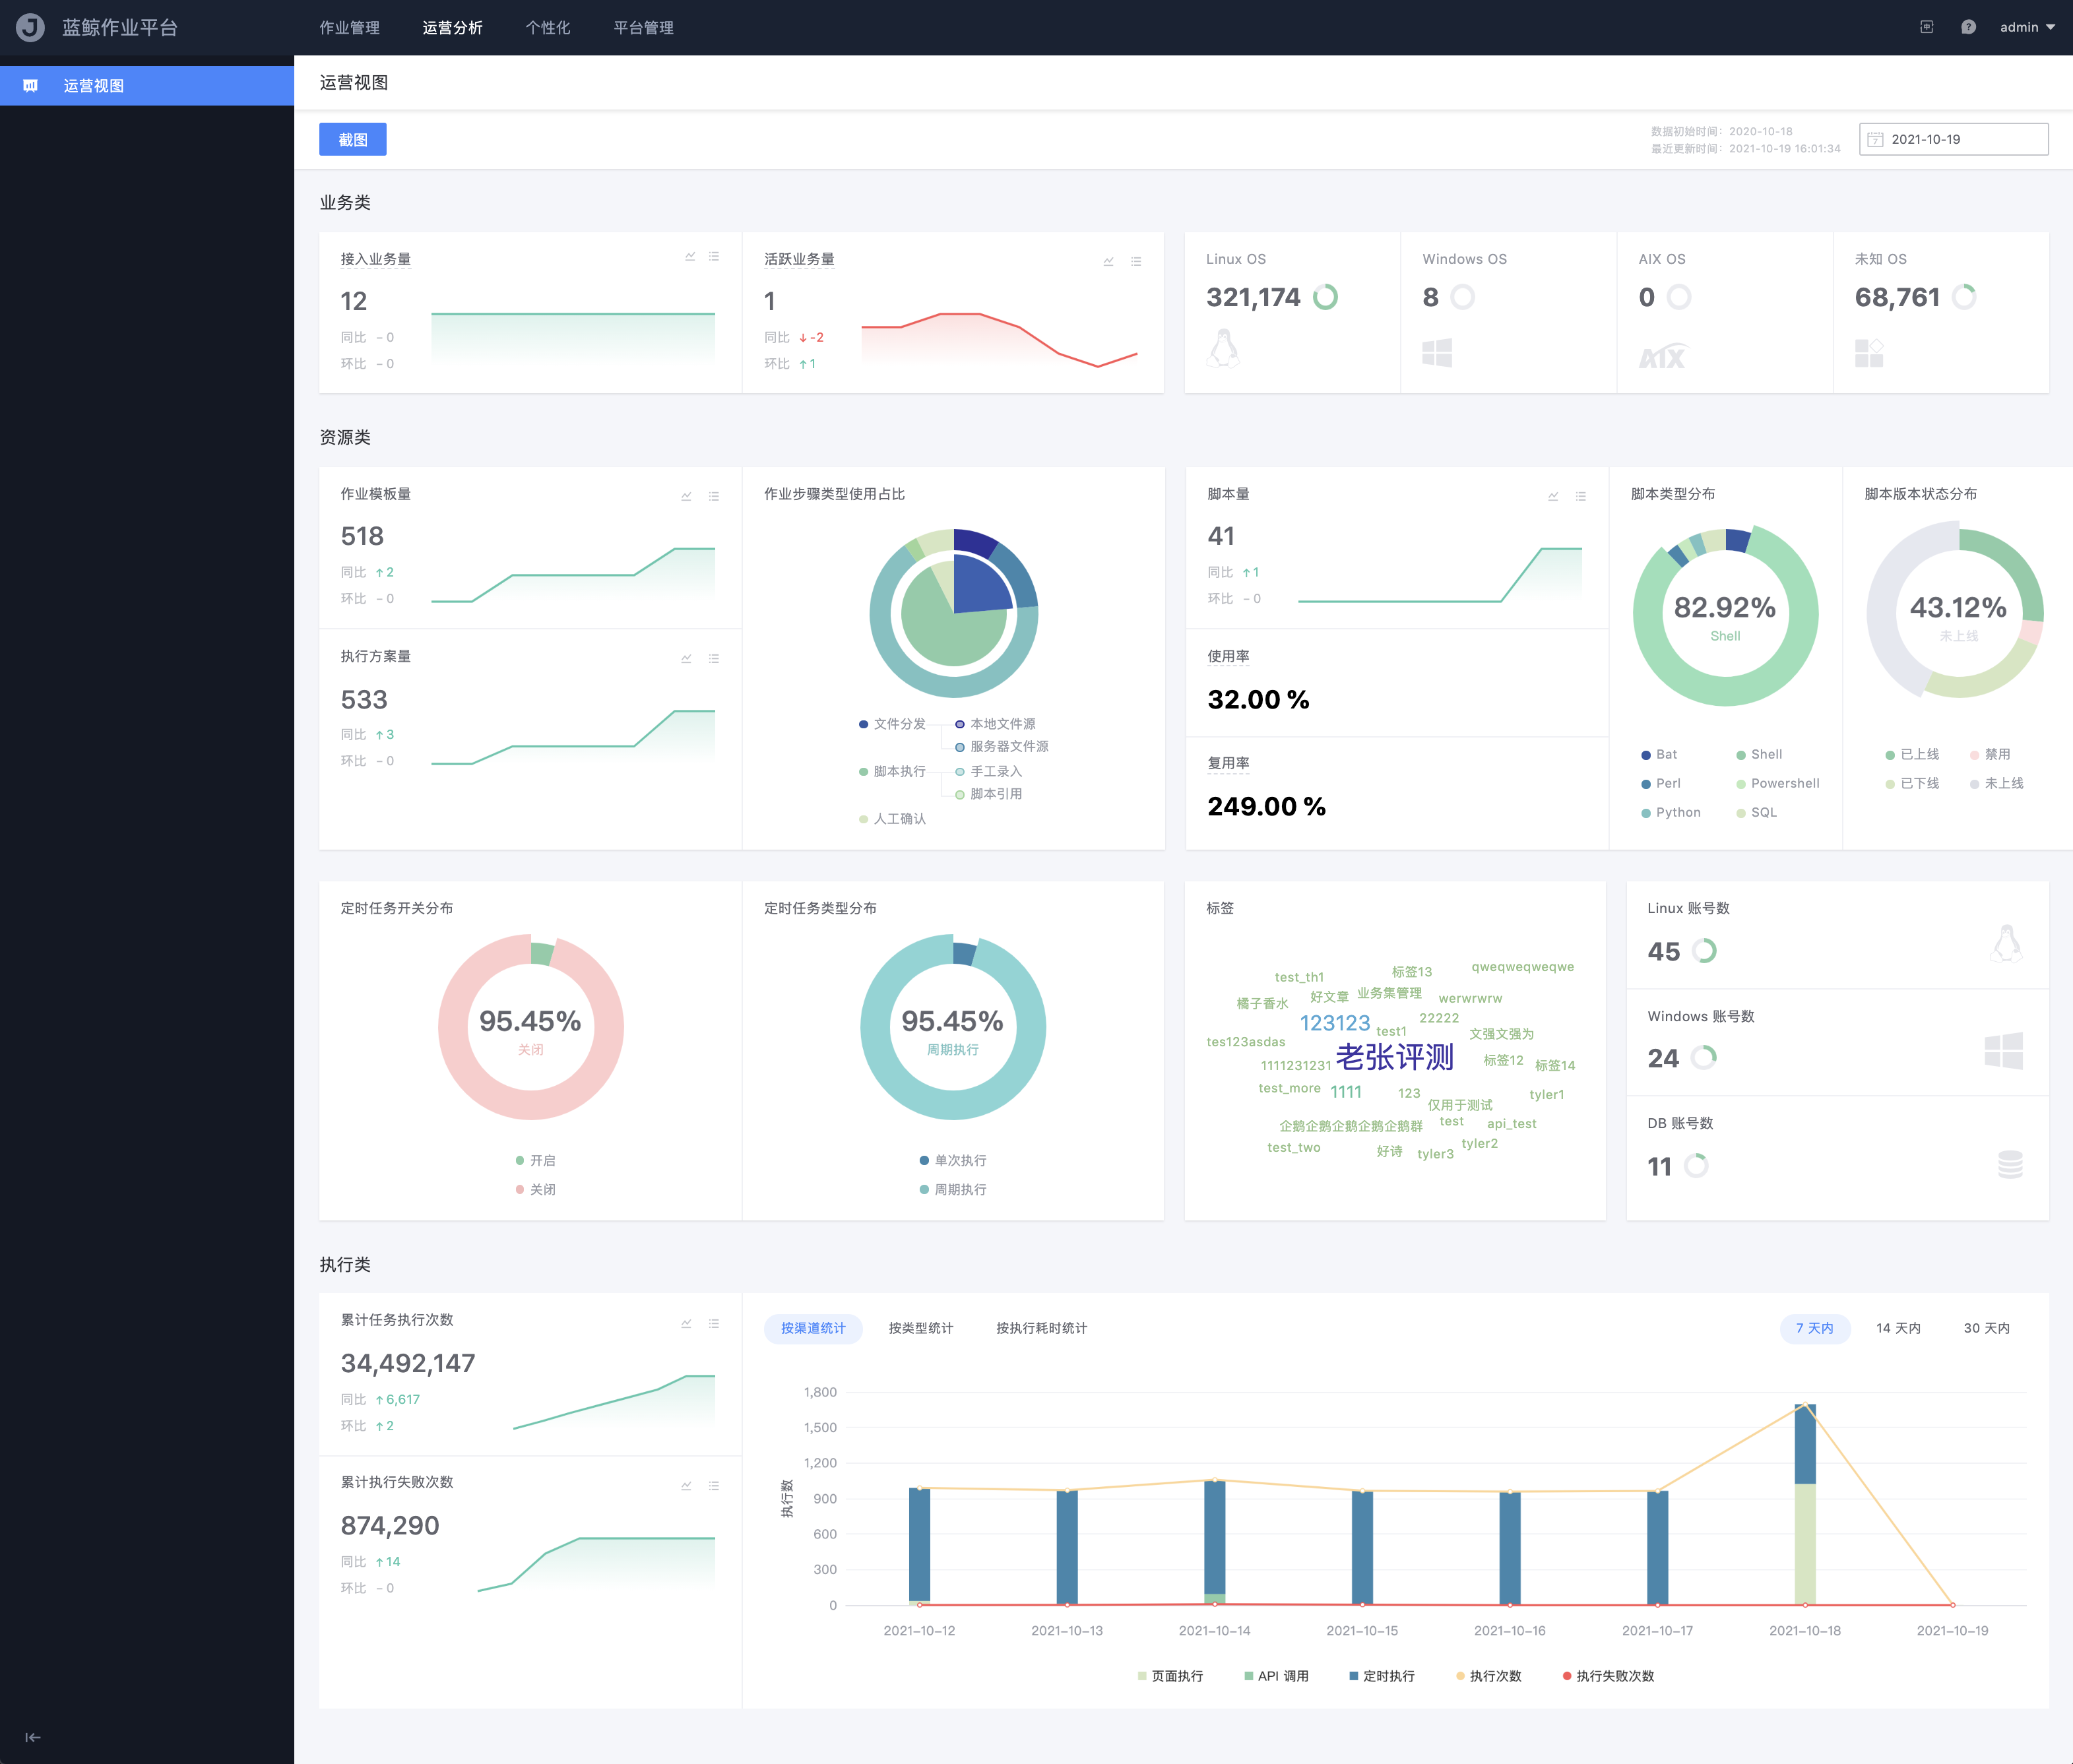 蓝鲸作业平台
作业管理 运营分析 个性化 平台管理
admin
运营视图
运营视图
截图
数据初始时间：2020-10-18
最近更新时间：2021-10-19 16:01:34
2021-10-19
业务类
接入业务量
12
同比 – 0
环比 – 0
活跃业务量
1
同比 ↓ -2
环比 ↑ 1
Linux OS
321,174
Windows OS
8
AIX OS
0
AIX
未知 OS
68,761
资源类
作业模板量
518
同比 ↑ 2
环比 – 0
执行方案量
533
同比 ↑ 3
环比 – 0
作业步骤类型使用占比
文件分发 本地文件源
服务器文件源
脚本执行 手工录入
脚本引用
人工确认
脚本量
41
同比 ↑ 1
环比 – 0
使用率
32.00 %
复用率
249.00 %
脚本类型分布
82.92%
Shell
Bat Shell
Perl Powershell
Python SQL
脚本版本状态分布
43.12%
未上线
已上线 禁用
已下线 未上线
定时任务开关分布
95.45%
关闭
开启
关闭
定时任务类型分布
95.45%
周期执行
单次执行
周期执行
标签
qweqweqweqwe
test_th1 标签13
橘子香水 好文章 业务集管理 werwrwrw
123123 test1 22222 文强文强为
tes123asdas 老张评测
1111231231 标签12 标签14
test_more 1111 123 tyler1
仅用于测试
企鹅企鹅企鹅企鹅企鹅群 test api_test
test_two 好诗 tyler3 tyler2
Linux 账号数
45
Windows 账号数
24
DB 账号数
11
执行类
累计任务执行次数
34,492,147
同比 ↑ 6,617
环比 ↑ 2
累计执行失败次数
874,290
同比 ↑ 14
环比 – 0
按渠道统计 按类型统计 按执行耗时统计
7 天内 14 天内 30 天内
执行数
1,800
1,500
1,200
900
600
300
0
2021-10-12 2021-10-13 2021-10-14 2021-10-15 2021-10-16 2021-10-17 2021-10-18 2021-10-19
页面执行 API 调用 定时执行 执行次数 执行失败次数